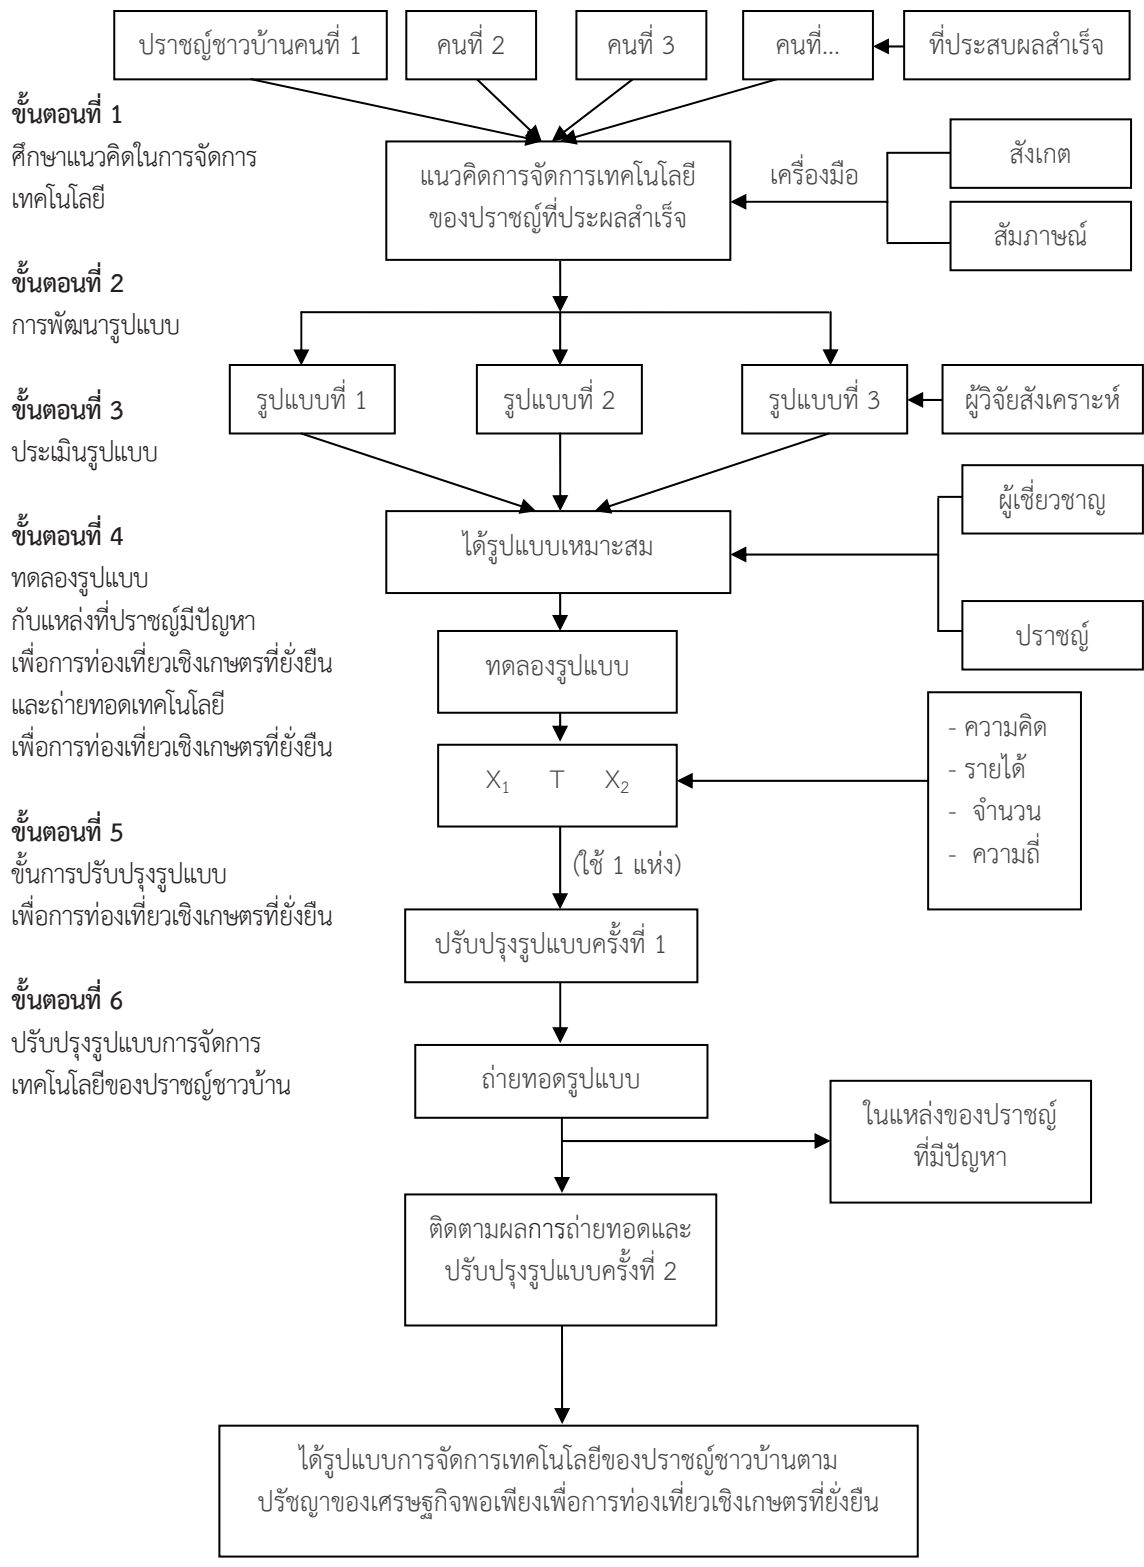 ปราชญ์ชาวบ้านคนที่ 1
คนที่ 2
คนที่ 3
คนที่...
ที่ประสบผลสำเร็จ
ขั้นตอนที่ 1
ศึกษาแนวคิดในการจัดการ
เทคโนโลยี
แนวคิดการจัดการเทคโนโลยี
ของปราชญ์ที่ประผลสำเร็จ
เครื่องมือ
สังเกต
สัมภาษณ์
ขั้นตอนที่ 2
การพัฒนารูปแบบ
รูปแบบที่ 1
รูปแบบที่ 2
รูปแบบที่ 3
ผู้วิจัยสังเคราะห์
ขั้นตอนที่ 3
ประเมินรูปแบบ
ได้รูปแบบเหมาะสม
ผู้เชี่ยวชาญ
ปราชญ์
ขั้นตอนที่ 4
ทดลองรูปแบบ
กับแหล่งที่ปราชญ์มีปัญหา
เพื่อการท่องเที่ยวเชิงเกษตรที่ยั่งยืน
และถ่ายทอดเทคโนโลยี
เพื่อการท่องเที่ยวเชิงเกษตรที่ยั่งยืน
ทดลองรูปแบบ
X₁ T X₂
- ความคิด
- รายได้
- จำนวน
- ความถี่
(ใช้ 1 แห่ง)
ขั้นตอนที่ 5
ขั้นการปรับปรุงรูปแบบ
เพื่อการท่องเที่ยวเชิงเกษตรที่ยั่งยืน
ปรับปรุงรูปแบบครั้งที่ 1
ขั้นตอนที่ 6
ปรับปรุงรูปแบบการจัดการ
เทคโนโลยีของปราชญ์ชาวบ้าน
ถ่ายทอดรูปแบบ
ในแหล่งของปราชญ์
ที่มีปัญหา
ติดตามผลการถ่ายทอดและ
ปรับปรุงรูปแบบครั้งที่ 2
ได้รูปแบบการจัดการเทคโนโลยีของปราชญ์ชาวบ้านตาม
ปรัชญาของเศรษฐกิจพอเพียงเพื่อการท่องเที่ยวเชิงเกษตรที่ยั่งยืน